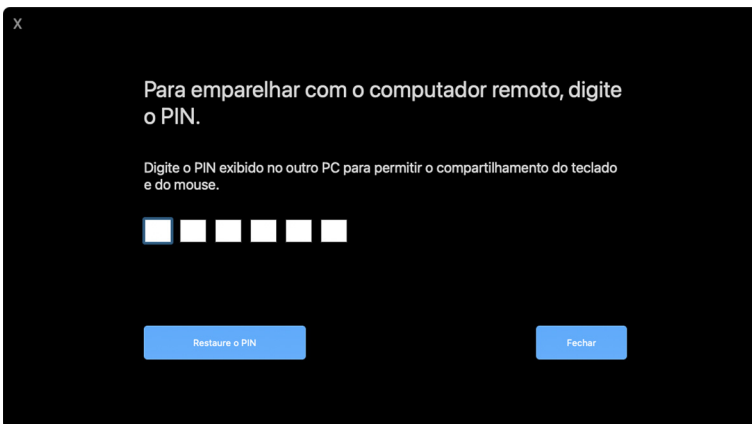 X
Para emparelhar com o computador remoto, digite
o PIN.
Digite o PIN exibido no outro PC para permitir o compartilhamento do teclado
e do mouse.
Restaure o PIN
Fechar